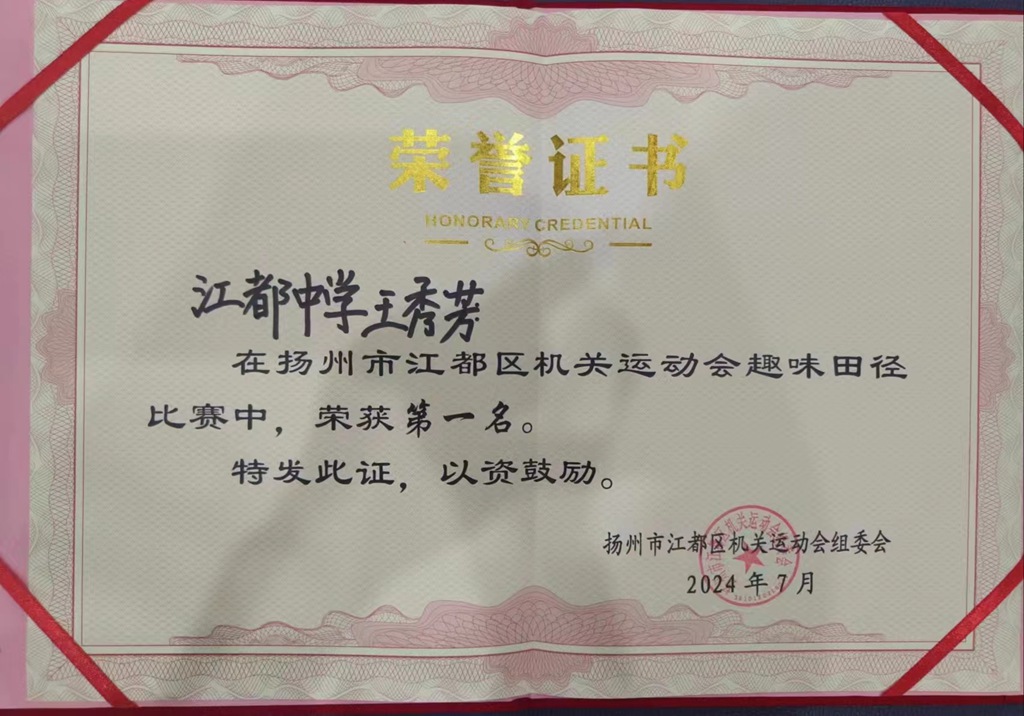 荣誉证书
HONORARY CREDENTIAL
江都中学王秀芳
在扬州市江都区机关运动会趣味田径
比赛中，荣获第一名。
特发此证，以资鼓励。
扬州市江都区机关运动会组委会
2024年7月